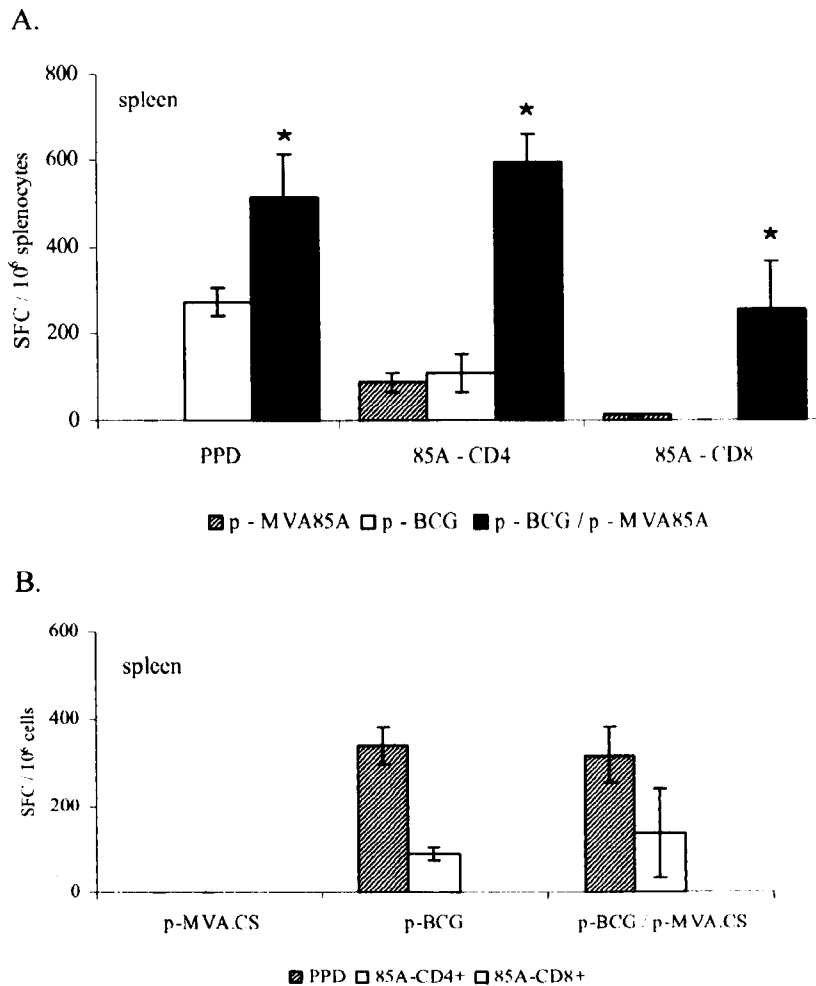 A.
800
spleen
600
400
200
0
SFC / 10⁶ splenocytes
★ ★ ★
PPD 85A - CD4 85A - CD8
p - MVA85A p - BCG p - BCG / p - MVA85A
B.
600
spleen
400
200
0
SFC / 10⁶ cells
p-MVA.CS p-BCG p-BCG / p-MVA.CS
PPD 85A-CD4+ 85A-CD8+